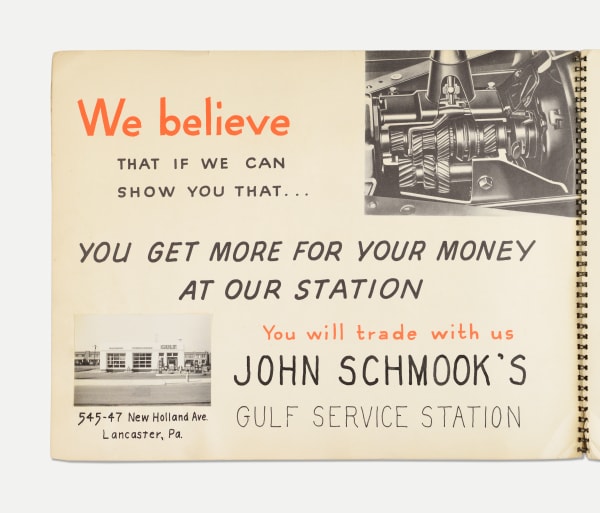 We believe
THAT IF WE CAN
SHOW YOU THAT...
YOU GET MORE FOR YOUR MONEY
AT OUR STATION
You will trade with us
JOHN SCHMOOK'S
GULF SERVICE STATION
545-47 New Holland Ave.
Lancaster, Pa.